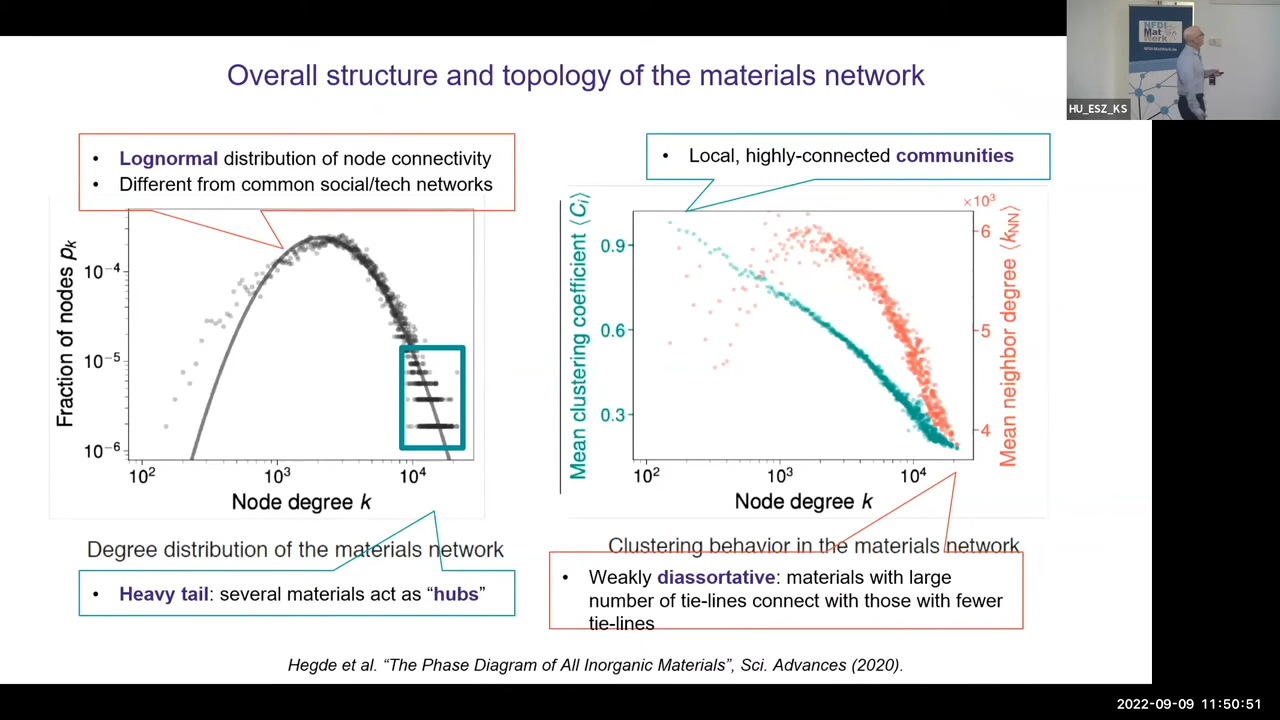 Overall structure and topology of the materials network
NFDI
Mat
Werk
HU_ESZ_KS
• Lognormal distribution of node connectivity
• Different from common social/tech networks
• Local, highly-connected communities
Fraction of nodes pk
10⁻⁴
10⁻⁵
10⁻⁶
10² 10³ 10⁴
Node degree k
Degree distribution of the materials network
• Heavy tail: several materials act as “hubs”
Mean clustering coefficient ⟨Ci⟩
0.9
0.6
0.3
×10³
6
5
4
Mean neighbor degree ⟨kNN⟩
10² 10³ 10⁴
Node degree k
Clustering behavior in the materials network
• Weakly diassortative: materials with large
number of tie-lines connect with those with fewer
tie-lines
Hegde et al. “The Phase Diagram of All Inorganic Materials”, Sci. Advances (2020).
2022-09-09 11:50:51